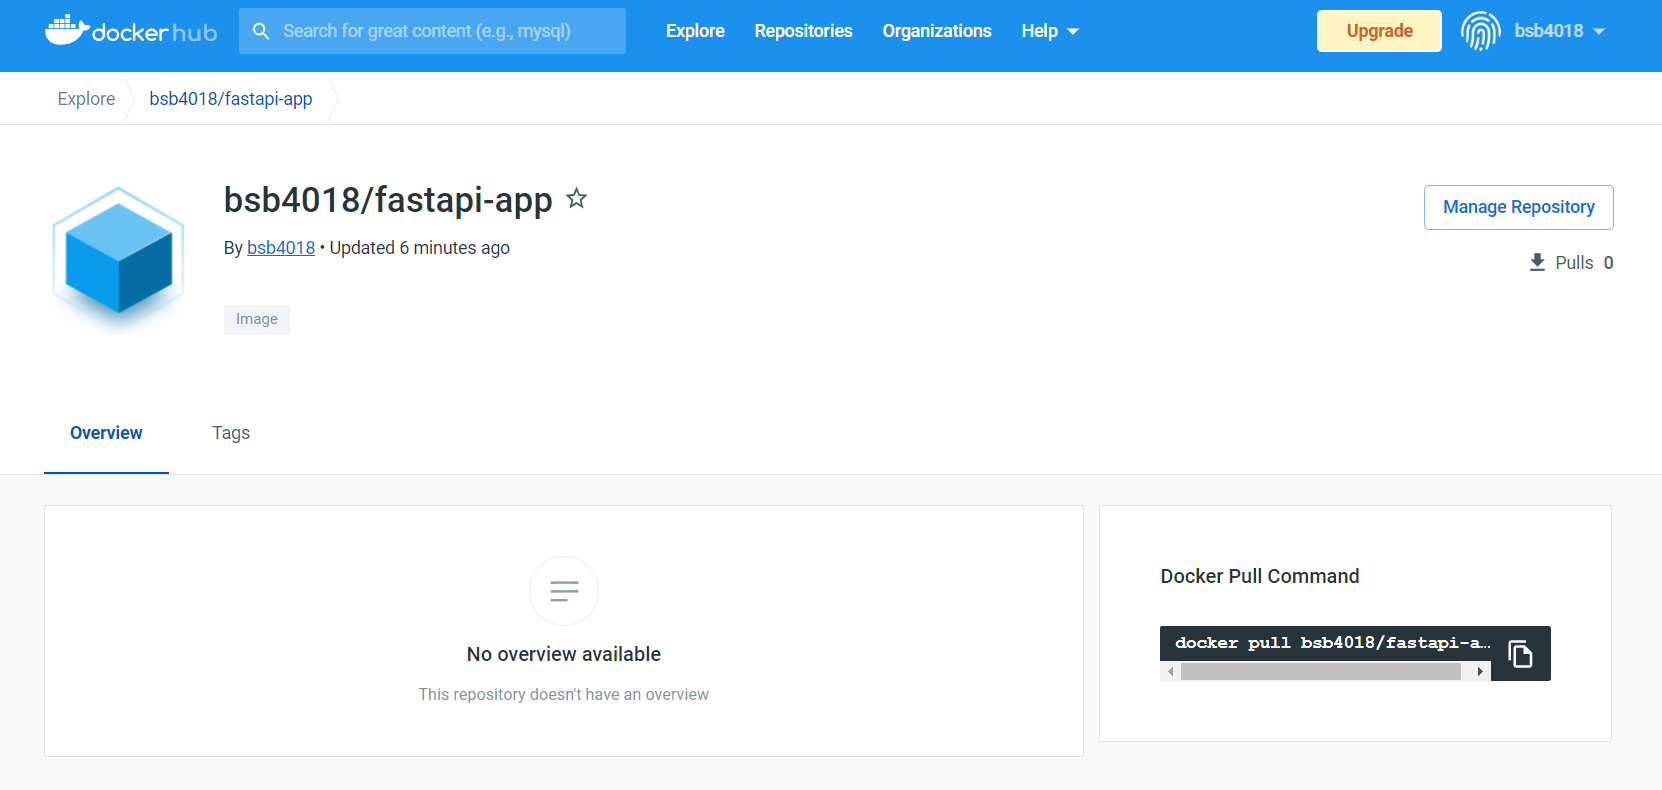 docker hub Search for great content (e.g., mysql) Explore Repositories Organizations Help Upgrade bsb4018
Explore bsb4018/fastapi-app
bsb4018/fastapi-app
Manage Repository
By bsb4018 • Updated 6 minutes ago
Pulls 0
Image
Overview Tags
No overview available
This repository doesn't have an overview
Docker Pull Command
docker pull bsb4018/fastapi-a…